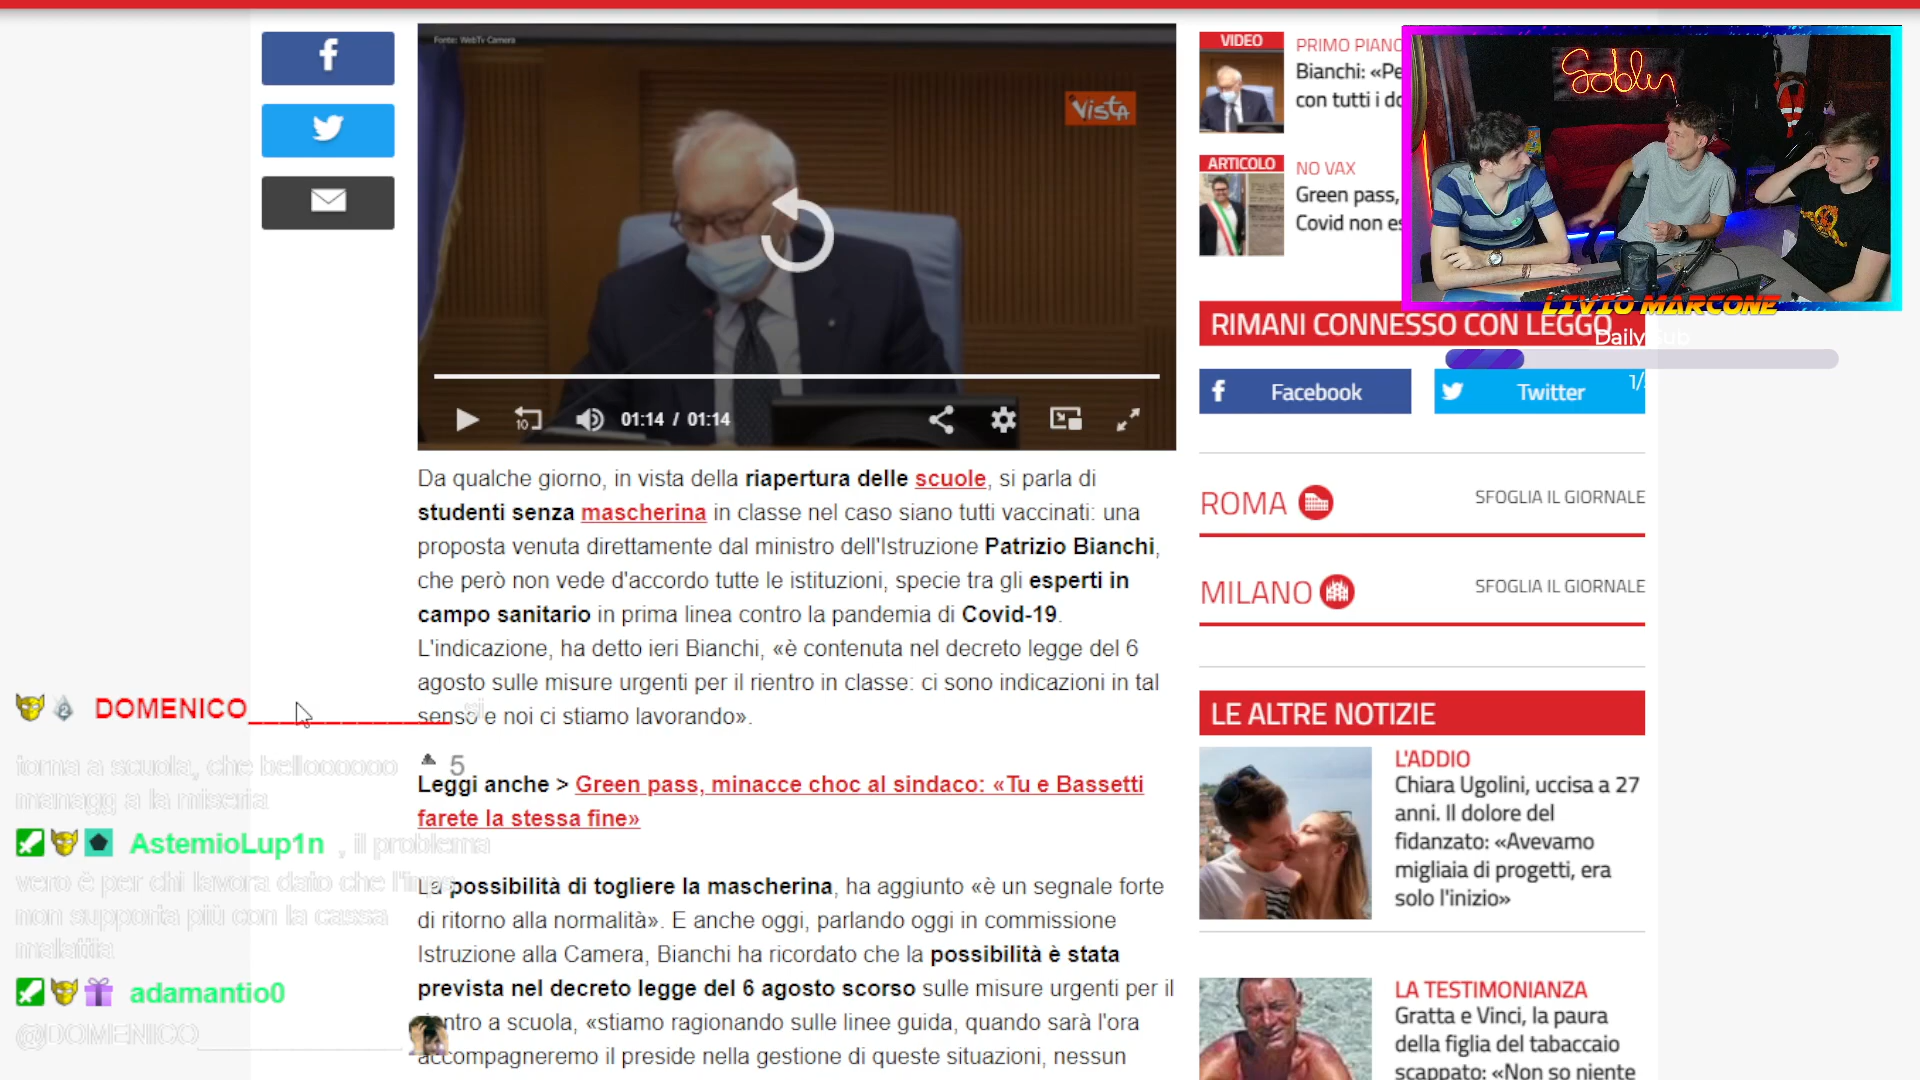 Fonte: WebTv Camera
vista
10
01:14 / 01:14
Da qualche giorno, in vista della riapertura delle scuole, si parla di
studenti senza mascherina in classe nel caso siano tutti vaccinati: una
proposta venuta direttamente dal ministro dell'Istruzione Patrizio Bianchi,
che però non vede d'accordo tutte le istituzioni, specie tra gli esperti in
campo sanitario in prima linea contro la pandemia di Covid-19.
L'indicazione, ha detto ieri Bianchi, «è contenuta nel decreto legge del 6
agosto sulle misure urgenti per il rientro in classe: ci sono indicazioni in tal
senso e noi ci stiamo lavorando».
Leggi anche > Green pass, minacce choc al sindaco: «Tu e Bassetti
farete la stessa fine»
La possibilità di togliere la mascherina, ha aggiunto «è un segnale forte
di ritorno alla normalità». E anche oggi, parlando oggi in commissione
Istruzione alla Camera, Bianchi ha ricordato che la possibilità è stata
prevista nel decreto legge del 6 agosto scorso sulle misure urgenti per il
rientro a scuola, «stiamo ragionando sulle linee guida, quando sarà l'ora
accompagneremo il preside nella gestione di queste situazioni, nessun
2 DOMENICO__________ si
torna a scuola, che belloooooo
managg a la miseria
5
AstemioLup1n , il problema
vero è per chi lavora dato che l'inps
non supporta più con la cassa
malattia
adamantio0
@DOMENICO__________
VIDEO
PRIMO PIANO
Bianchi: «Pe
con tutti i do
ARTICOLO
NO VAX
Green pass,
Covid non es
Goblin
LIVIO MARCONE
RIMANI CONNESSO CON LEGGO
Daily Sub
1/
Facebook
Twitter
ROMA
SFOGLIA IL GIORNALE
MILANO
SFOGLIA IL GIORNALE
LE ALTRE NOTIZIE
L'ADDIO
Chiara Ugolini, uccisa a 27
anni. Il dolore del
fidanzato: «Avevamo
migliaia di progetti, era
solo l'inizio»
LA TESTIMONIANZA
Gratta e Vinci, la paura
della figlia del tabaccaio
scappato: «Non so niente